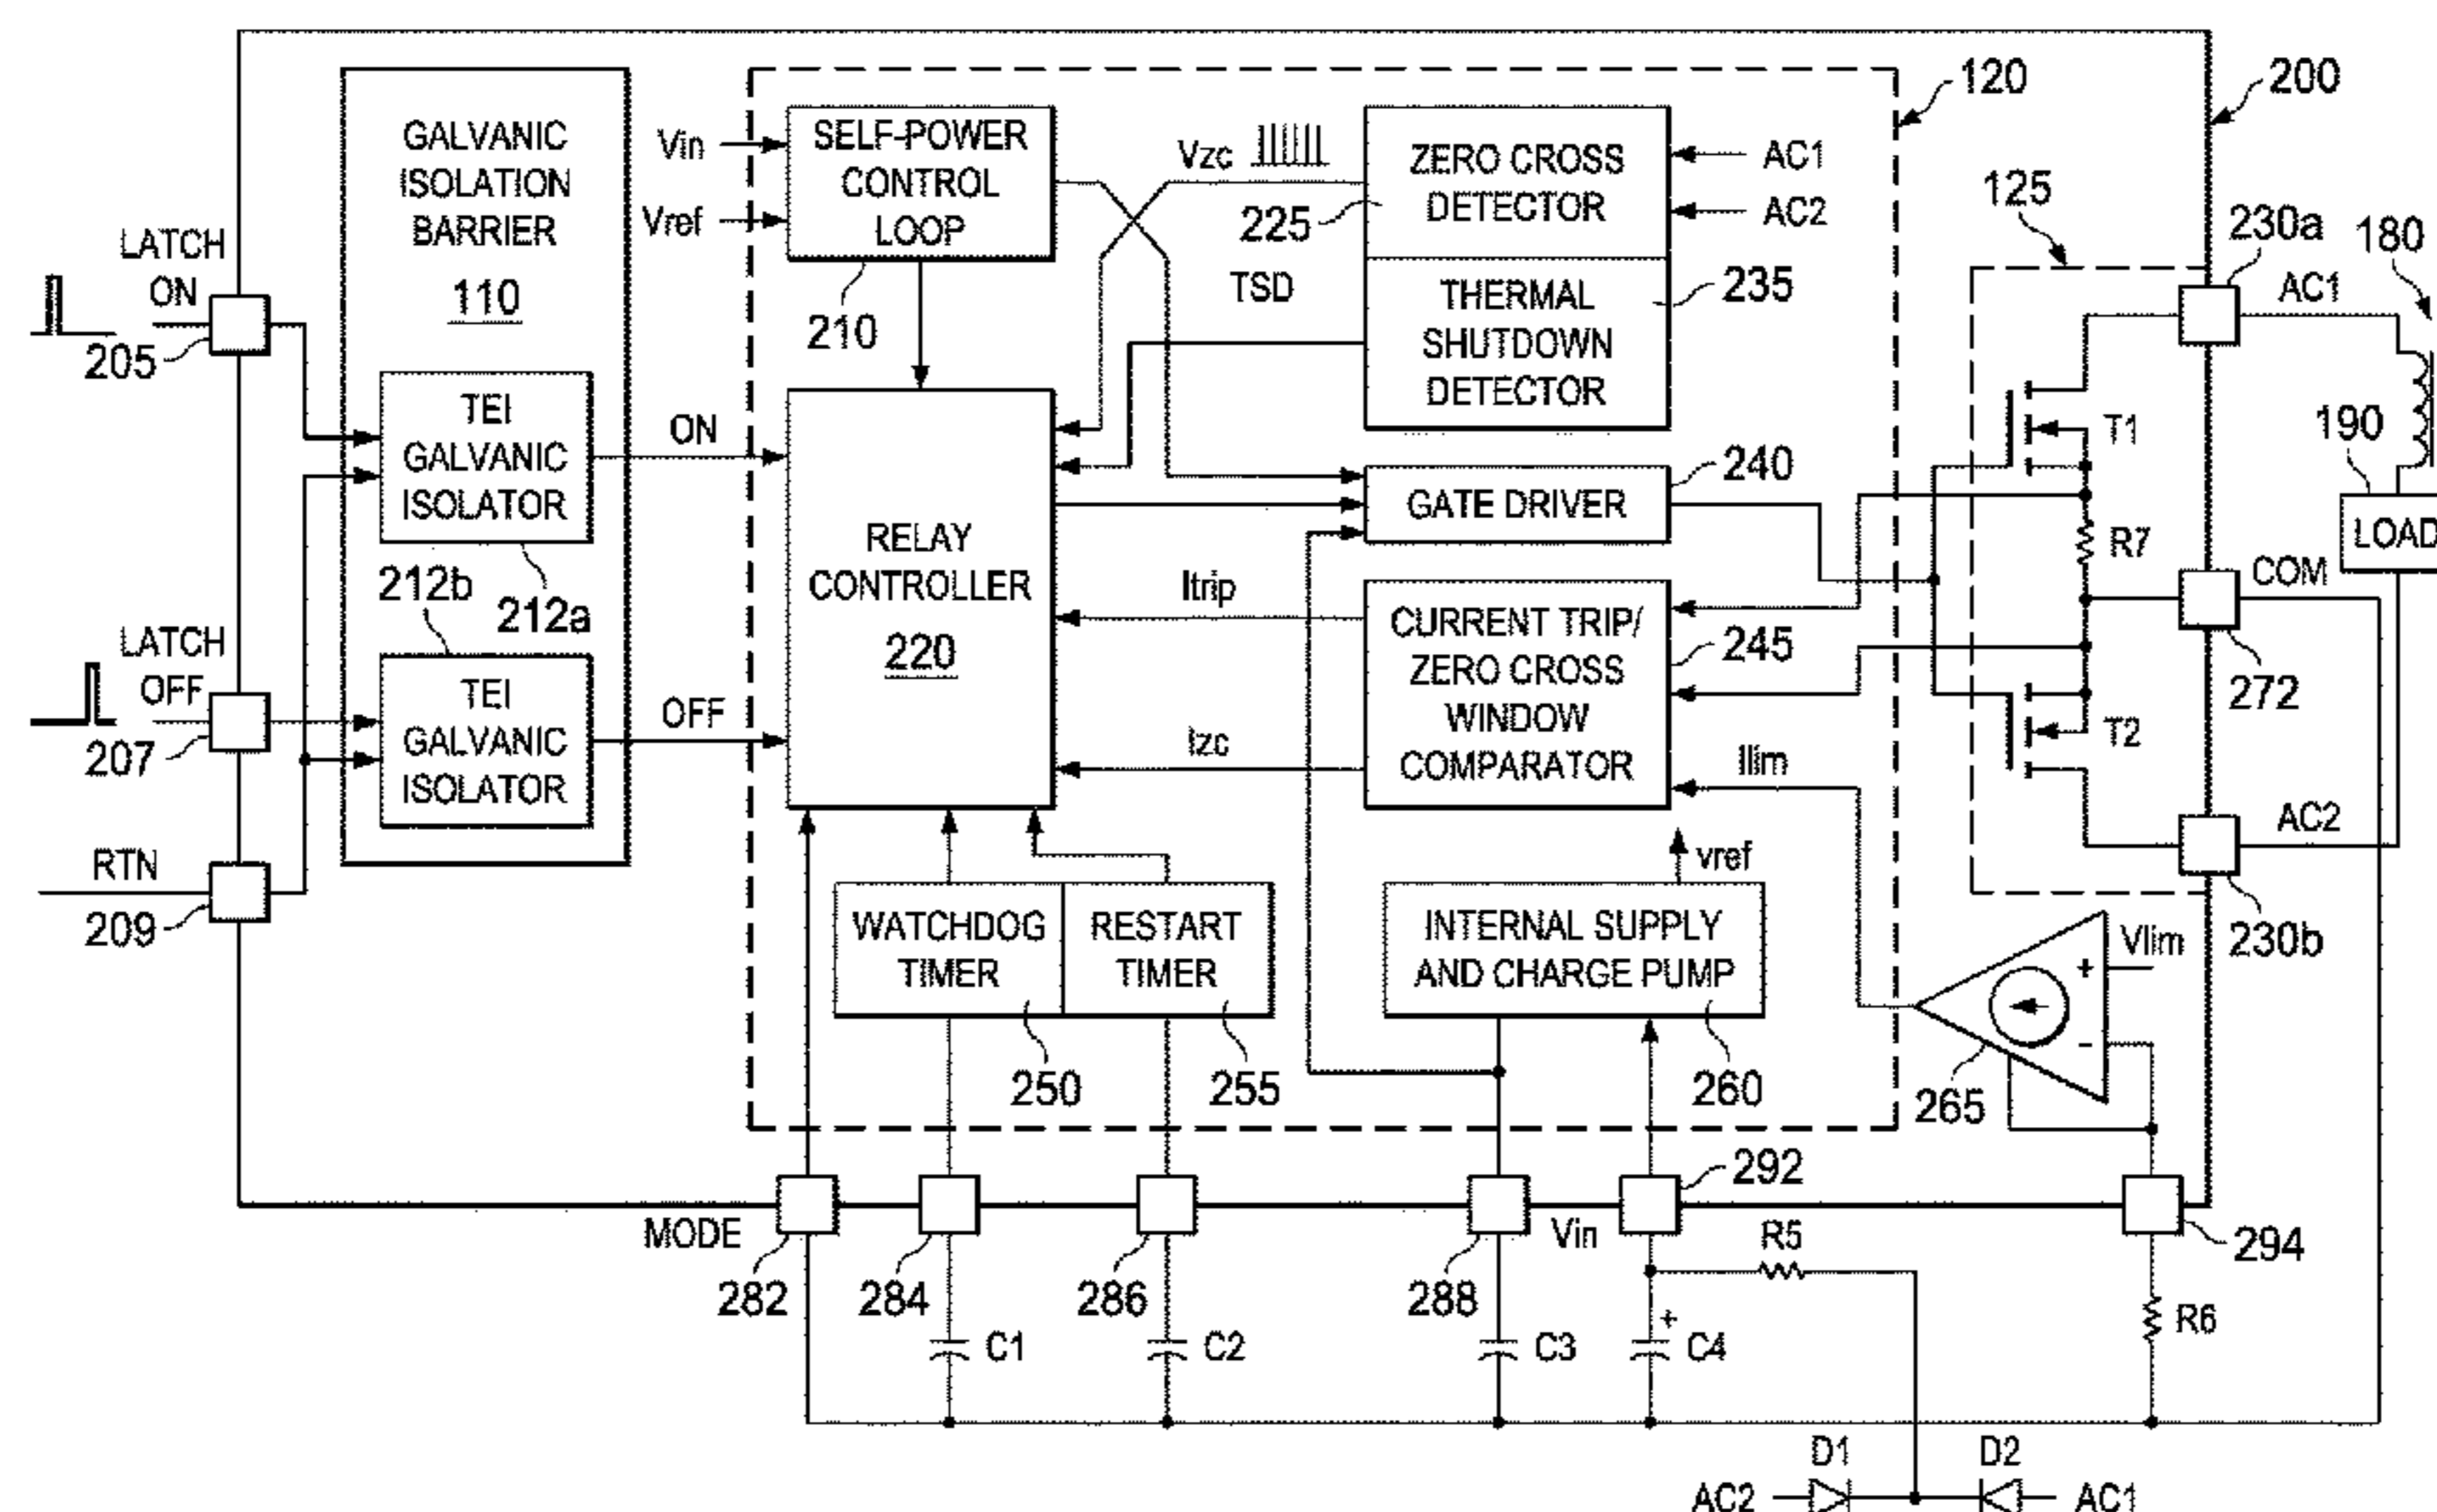 GALVANIC
ISOLATION
BARRIER
110
LATCH
ON
205
TEI
GALVANIC
ISOLATOR
212b
212a
LATCH
OFF
207
TEI
GALVANIC
ISOLATOR
RTN
209
ON
OFF
Vin
Vref
SELF-POWER
CONTROL
LOOP
210
Vzc
225
TSD
ZERO CROSS
DETECTOR
AC1
AC2
THERMAL
SHUTDOWN
DETECTOR
235
120
200
RELAY
CONTROLLER
220
240
GATE DRIVER
Itrip
Izc
CURRENT TRIP/
ZERO CROSS
WINDOW
COMPARATOR
245
Ilim
125
230a
AC1
180
T1
190
LOAD
R7
COM
272
T2
AC2
230b
vref
WATCHDOG
TIMER
RESTART
TIMER
250
255
INTERNAL SUPPLY
AND CHARGE PUMP
260
+
Vlim
-
265
MODE
282
284
286
288
Vin
292
R5
294
C1
C2
C3
+
C4
R6
D1
D2
AC2
AC1